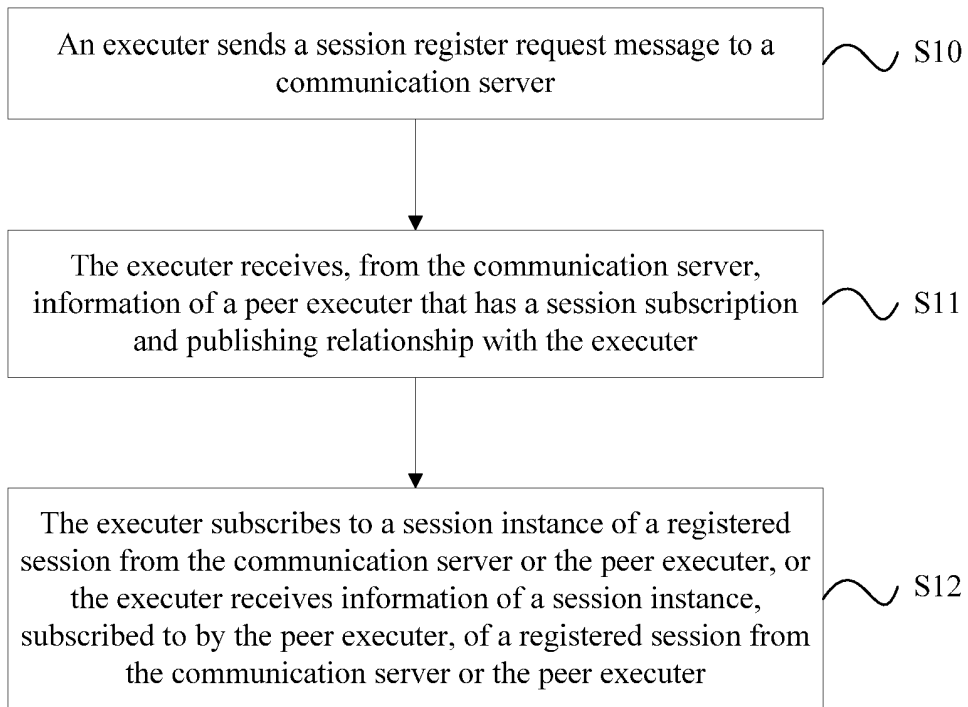 An executer sends a session register request message to a
communication server
S10
The executer receives, from the communication server,
information of a peer executer that has a session subscription
and publishing relationship with the executer
S11
The executer subscribes to a session instance of a registered
session from the communication server or the peer executer, or
the executer receives information of a session instance,
subscribed to by the peer executer, of a registered session from
the communication server or the peer executer
S12